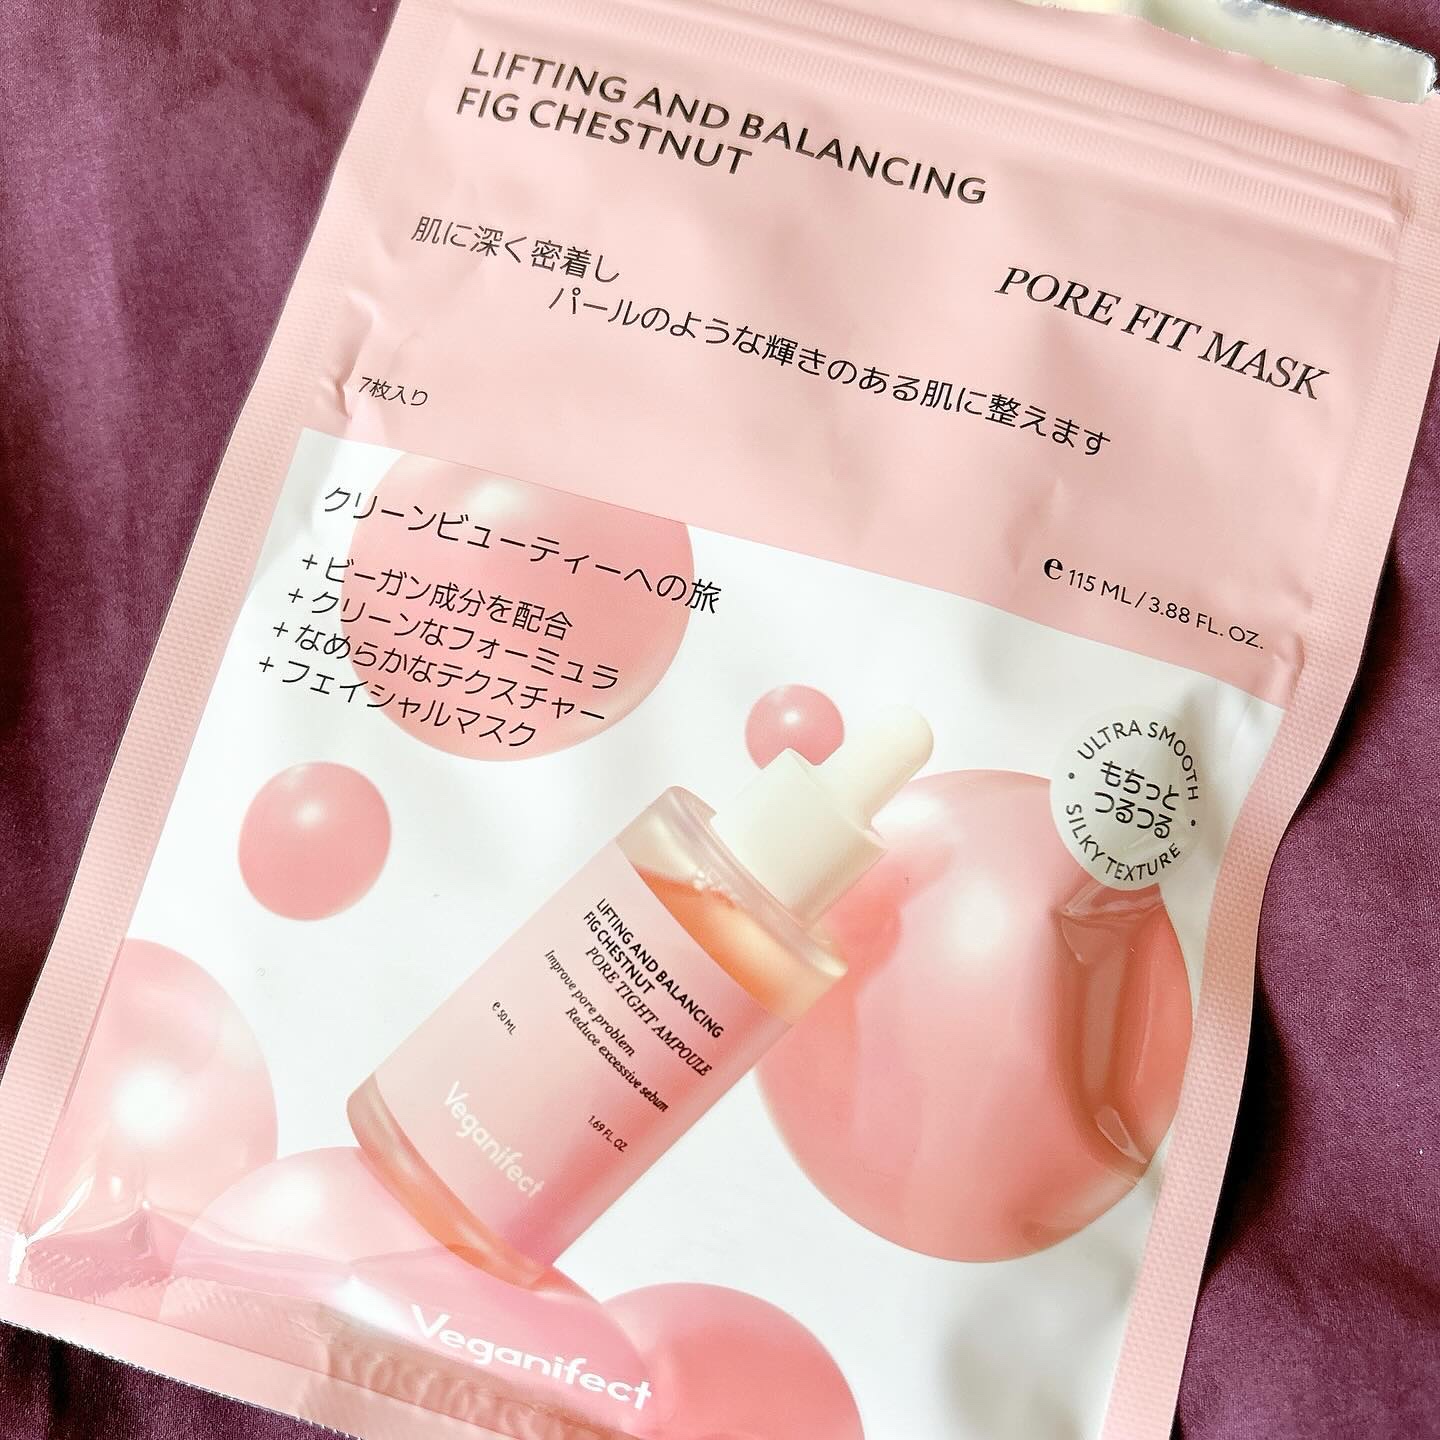 LIFTING AND BALANCING
FIG CHESTNUT
肌に深く密着し
パールのような輝きのある肌に整えます
PORE FIT MASK
7枚入り
e 115 ML / 3.88 FL. OZ.
クリーンビューティーへの旅
+ ビーガン成分を配合
+ クリーンなフォーミュラ
+ なめらかなテクスチャー
+ フェイシャルマスク
ULTRA SMOOTH
もちっと
つるつる
SILKY TEXTURE
LIFTING AND BALANCING
FIG CHESTNUT
PORE TIGHT AMPOULE
Improve pore problem
Reduce excessive sebum
e 50 ML
1.69 FL. OZ.
Veganifect
Veganifect